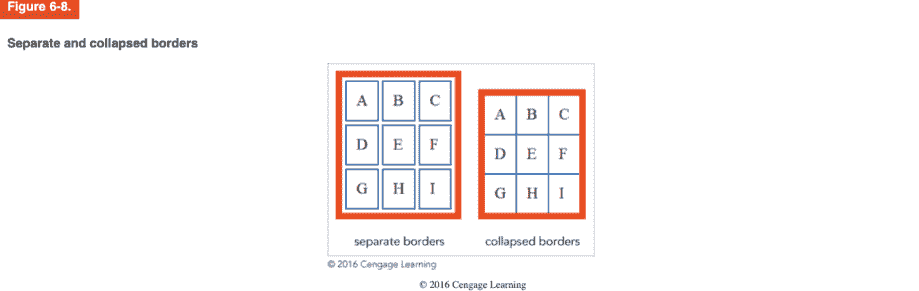 Figure 6-8.
Separate and collapsed borders
A B C
D E F
G H I
A B C
D E F
G H I
separate borders
collapsed borders
© 2016 Cengage Learning
© 2016 Cengage Learning